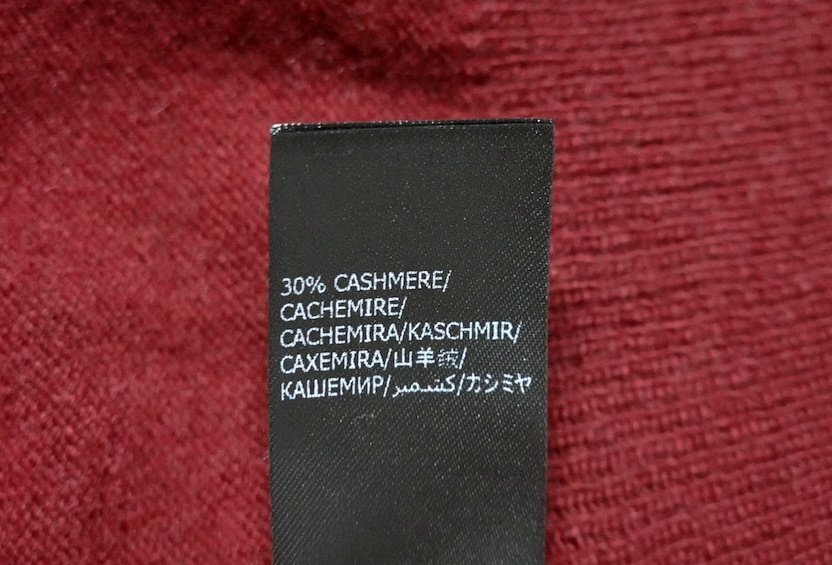 30% CASHMERE/
CACHEMIRE/
CACHEMIRA/KASCHMIR/
CAXEMIRA/山羊绒/
КАШЕМИР/كشمير/カシミヤ